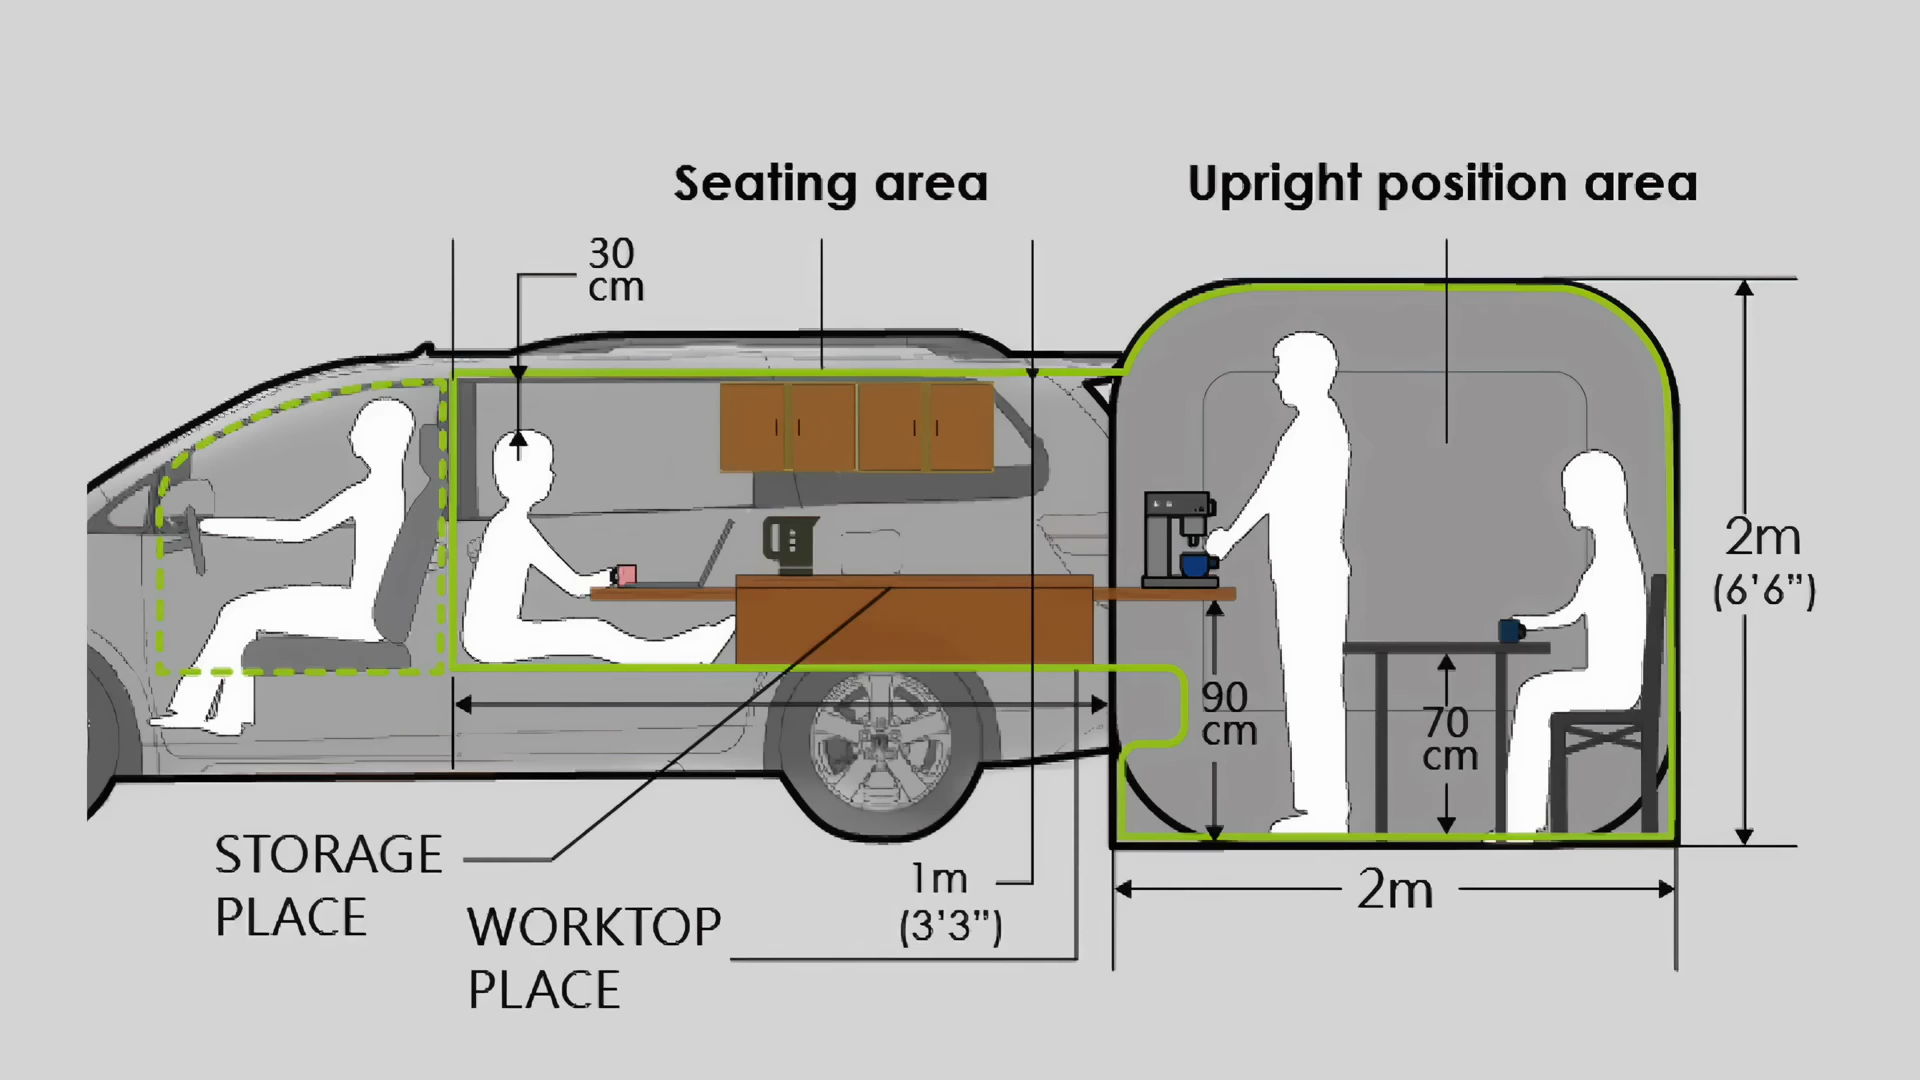 Seating area
Upright position area
30
cm
2m
(6’6”)
90
cm
70
cm
STORAGE
PLACE
1m
(3’3”)
2m
WORKTOP
PLACE